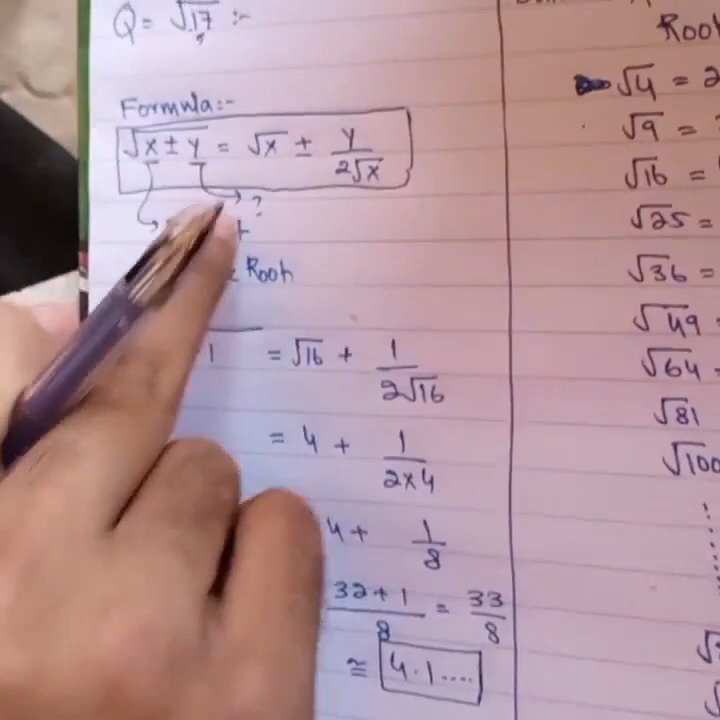 Q = √17 :-
Formula:-
√x ± y = √x ± y/2√x
?
Root
1 = √16 + 1/2√16
= 4 + 1/2×4
4 + 1/8
32+1/8 = 33/8
≅ 4.1....
Root
√4 = 2
√9 =
√16 =
√25 =
√36 =
√49
√64
√81
√100